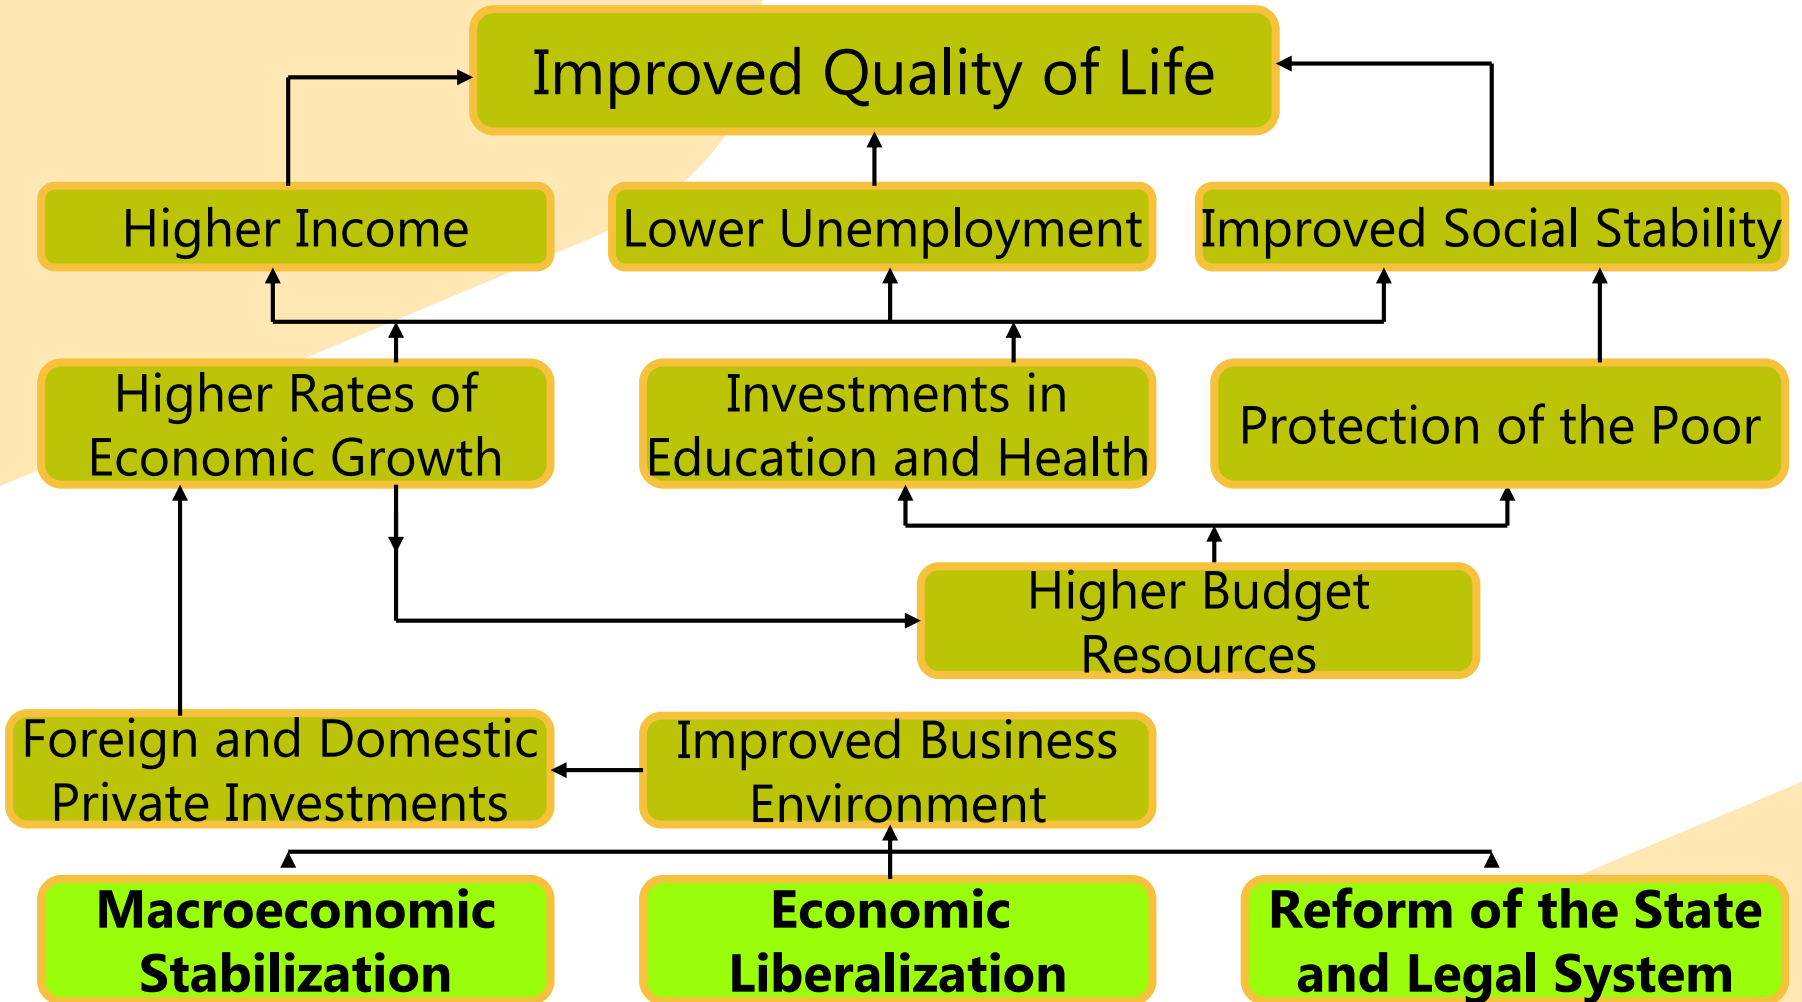 Improved Quality of Life
Higher Income
Lower Unemployment
Improved Social Stability
Higher Rates of
Economic Growth
Investments in
Education and Health
Protection of the Poor
Higher Budget
Resources
Foreign and Domestic
Private Investments
Improved Business
Environment
Macroeconomic
Stabilization
Economic
Liberalization
Reform of the State
and Legal System